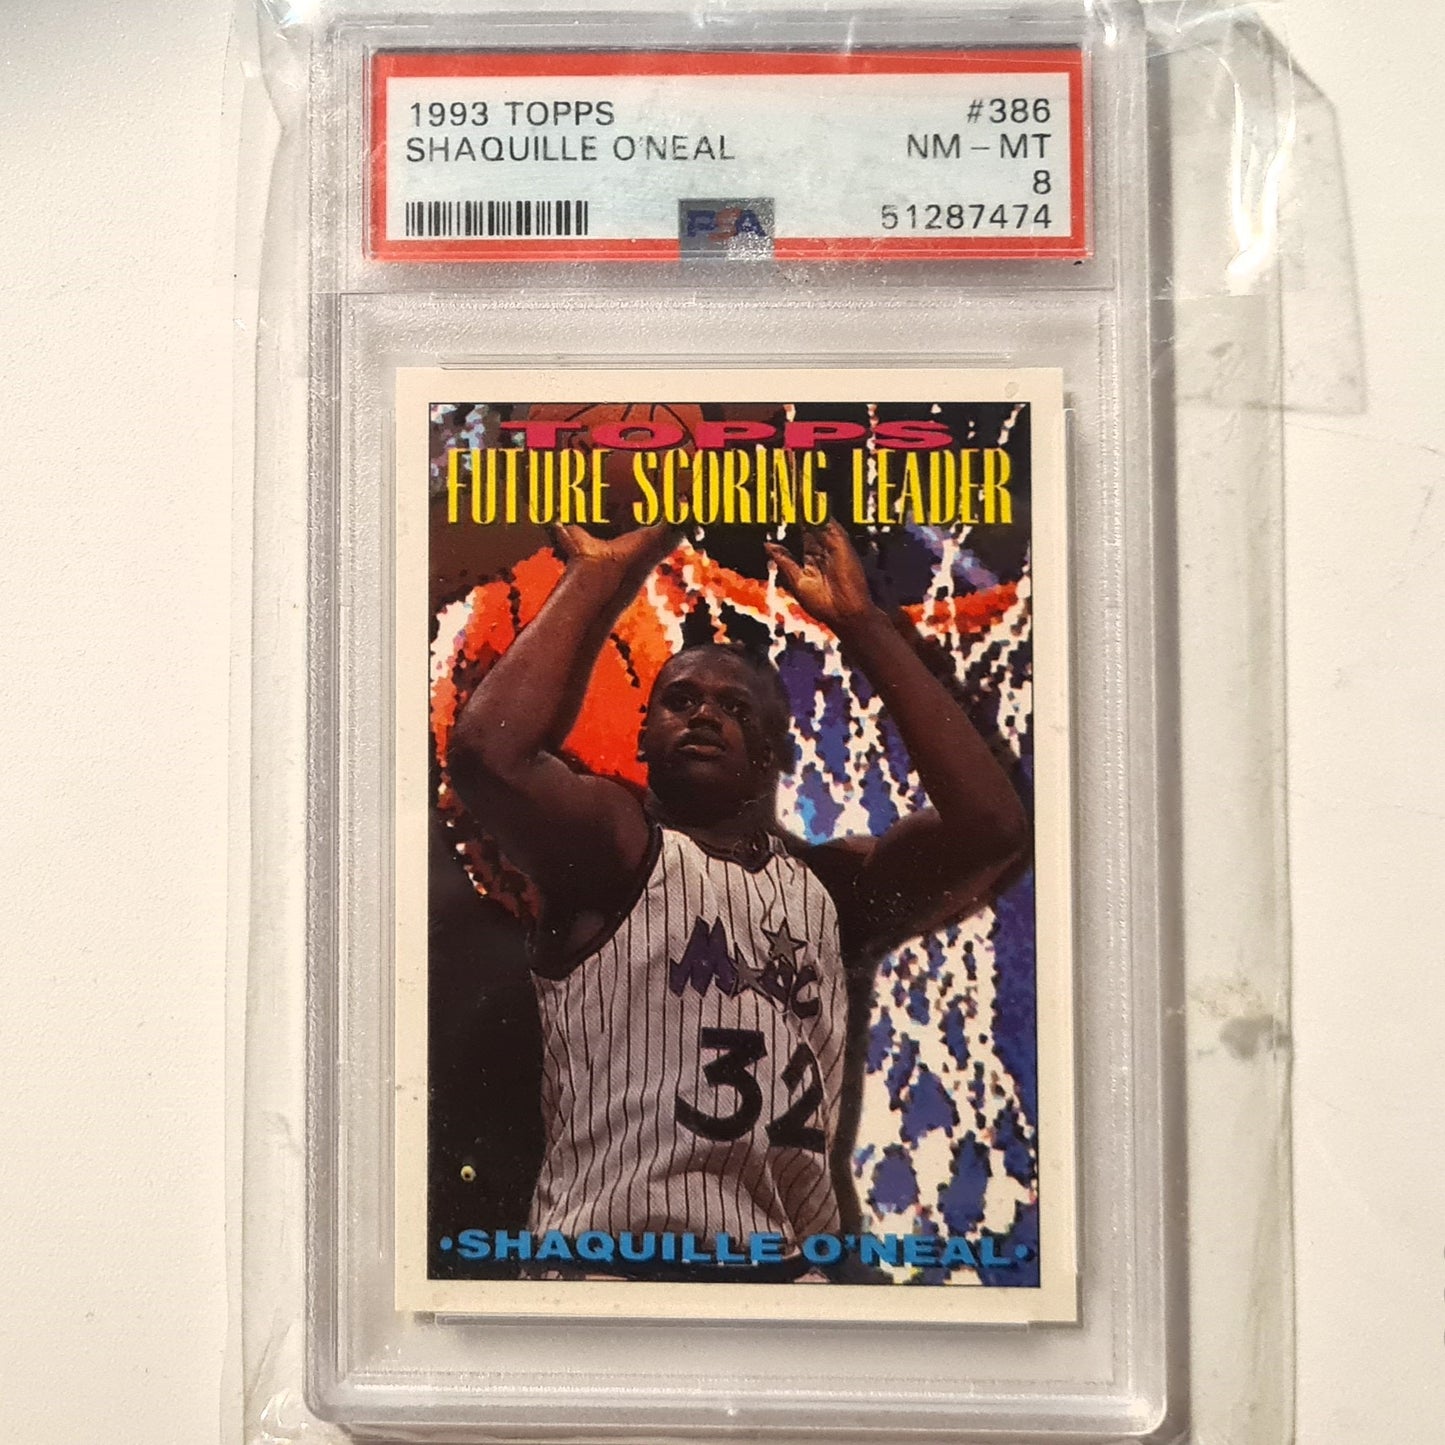 1993 TOPPS #386
SHAQUILLE O'NEAL NM - MT
8
PSA 51287474
TOPPS
FUTURE SCORING LEADER
MAGIC
32
•SHAQUILLE O'NEAL•